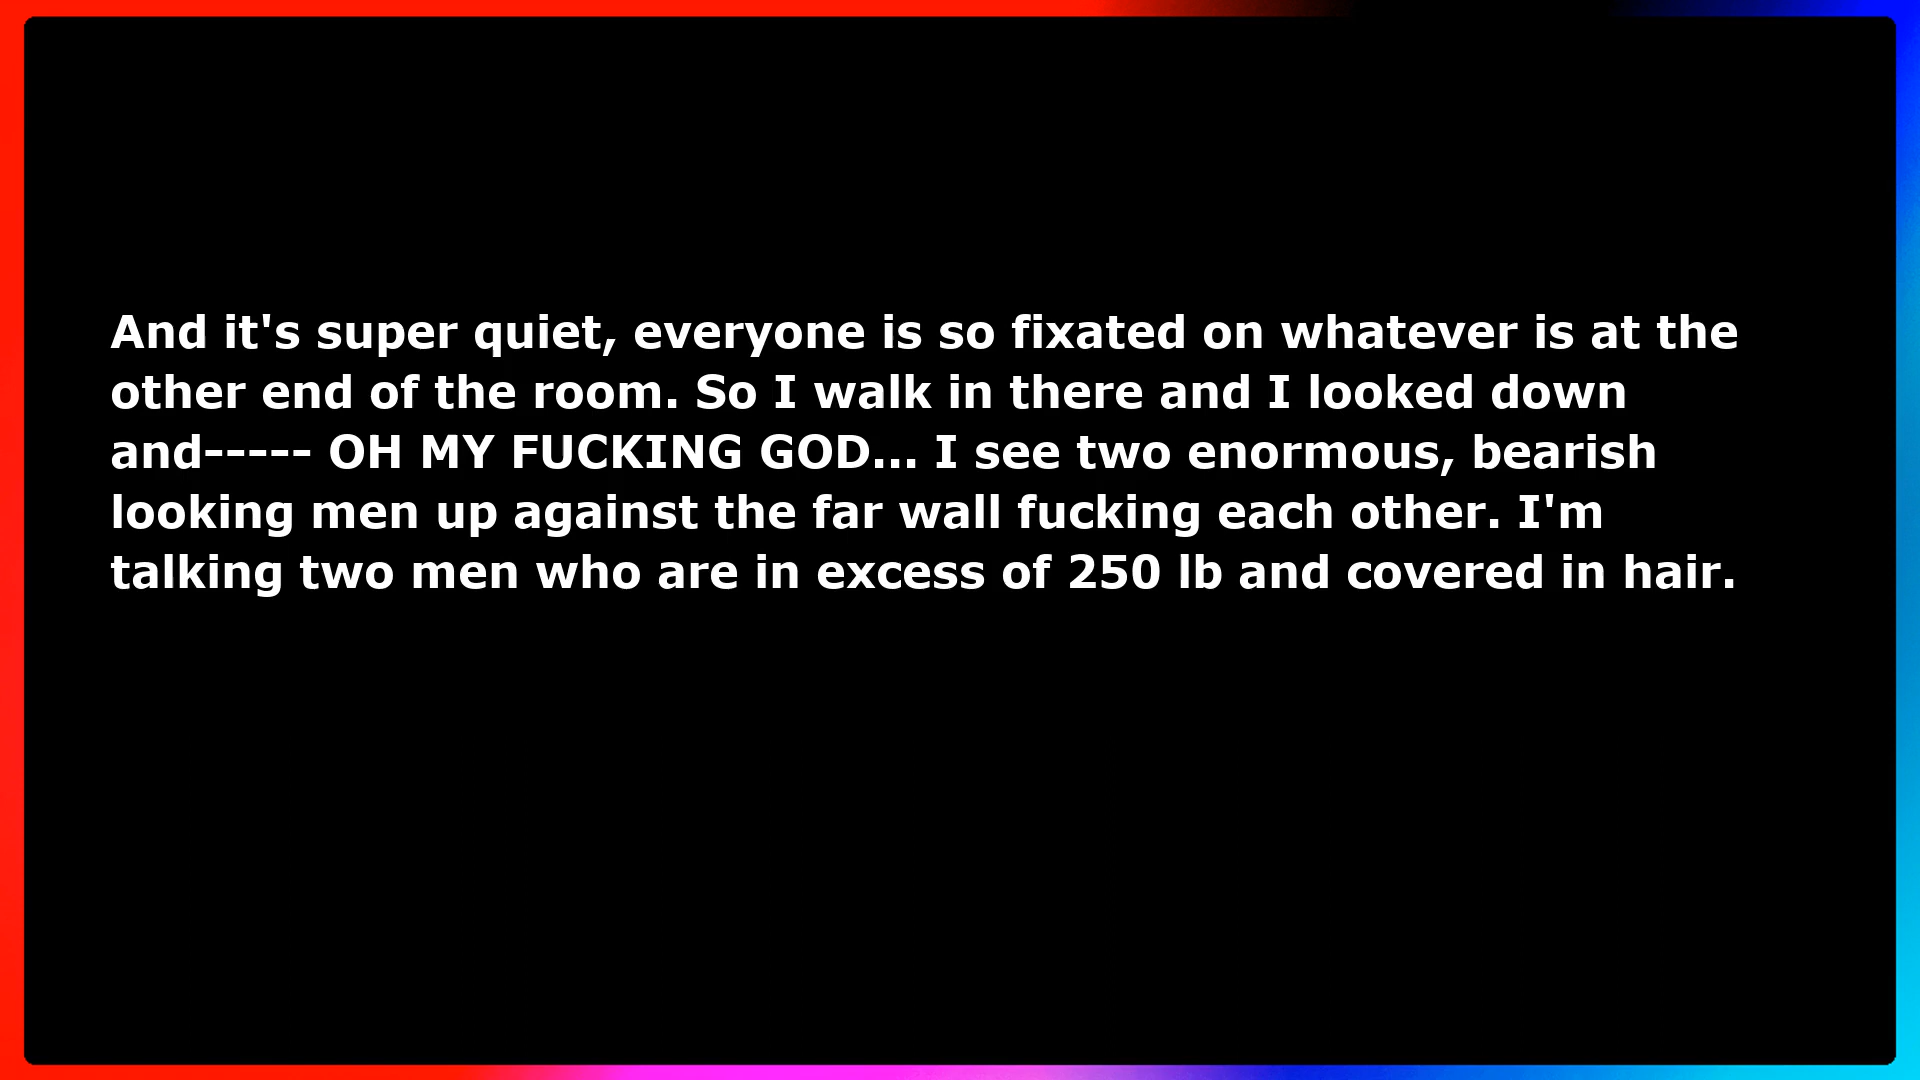 And it's super quiet, everyone is so fixated on whatever is at the
other end of the room. So I walk in there and I looked down
and----- OH MY FUCKING GOD... I see two enormous, bearish
looking men up against the far wall fucking each other. I'm
talking two men who are in excess of 250 lb and covered in hair.